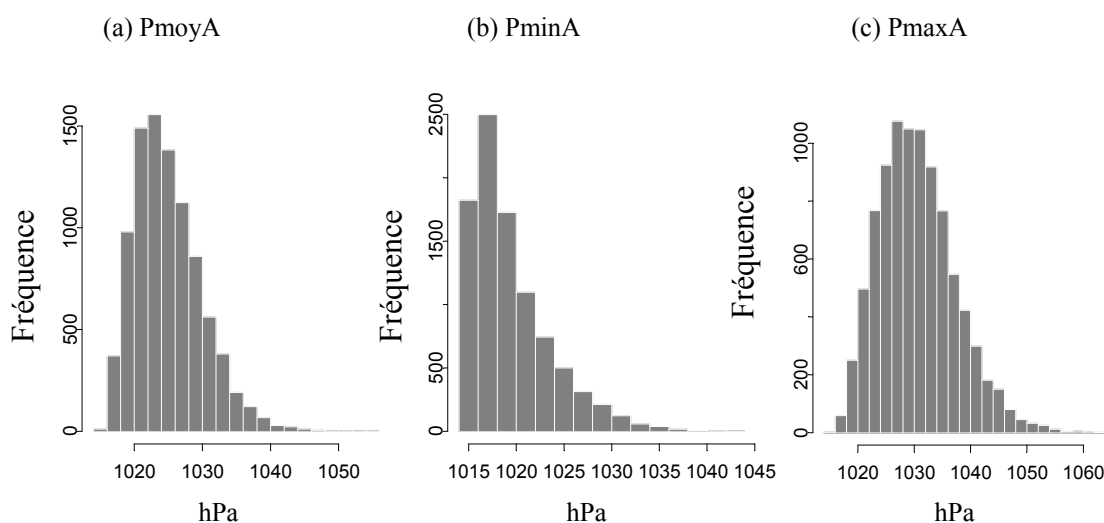 (a) PmoyA
(b) PminA
(c) PmaxA
Fréquence
0
500
1000
1500
1020 1030 1040 1050
hPa
Fréquence
0
500
1500
2500
1015 1020 1025 1030 1035 1040 1045
hPa
Fréquence
0
200
600
1000
1020 1030 1040 1050 1060
hPa